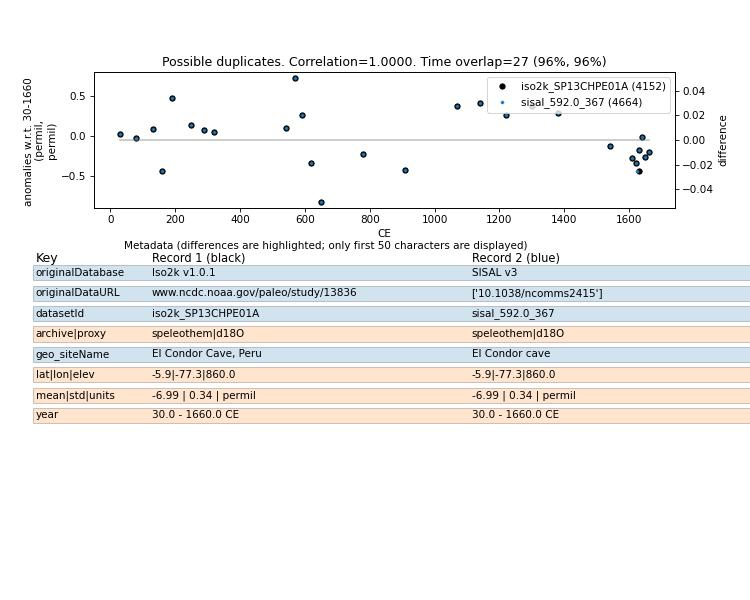 Possible duplicates. Correlation=1.0000. Time overlap=27 (96%, 96%)
anomalies w.r.t. 30-1660
(permil,
permil)
0.5
0.0
−0.5
iso2k_SP13CHPE01A (4152)
sisal_592.0_367 (4664)
0.04
0.02
0.00
−0.02
−0.04
difference
0 200 400 600 800 1000 1200 1400 1600
CE
Metadata (differences are highlighted; only first 50 characters are displayed)
Key Record 1 (black) Record 2 (blue)
originalDatabase Iso2k v1.0.1 SISAL v3
originalDataURL www.ncdc.noaa.gov/paleo/study/13836 ['10.1038/ncomms2415']
datasetId iso2k_SP13CHPE01A sisal_592.0_367
archive|proxy speleothem|d18O speleothem|d18O
geo_siteName El Condor Cave, Peru El Condor cave
lat|lon|elev -5.9|-77.3|860.0 -5.9|-77.3|860.0
mean|std|units -6.99 | 0.34 | permil -6.99 | 0.34 | permil
year 30.0 - 1660.0 CE 30.0 - 1660.0 CE